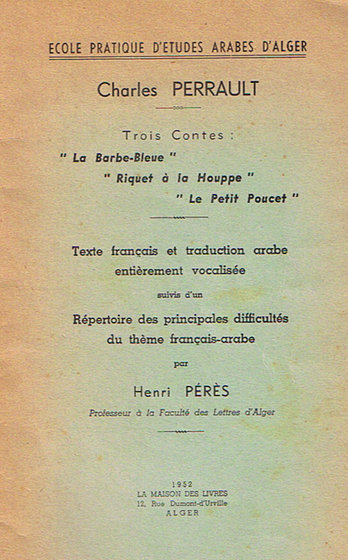 ECOLE PRATIQUE D'ETUDES ARABES D'ALGER
Charles PERRAULT
Trois Contes :
" La Barbe-Bleue "
" Riquet à la Houppe "
" Le Petit Poucet "
Texte français et traduction arabe
entièrement vocalisée
suivis d'un
Répertoire des principales difficultés
du thème français-arabe
par
Henri PÉRÈS
Professeur à la Faculté des Lettres d'Alger
1952
LA MAISON DES LIVRES
12, Rue Dumont-d'Urville
ALGER